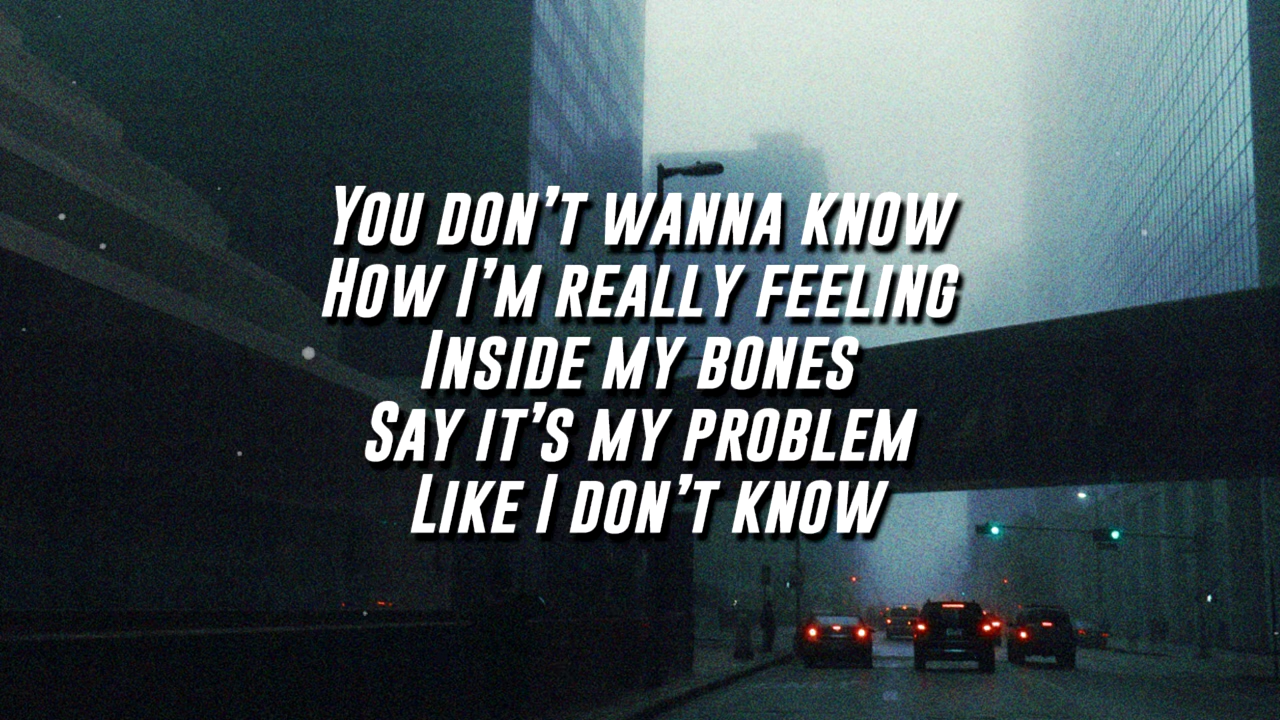 You don't wanna know
How I'm really feeling
Inside my bones
Say it's my problem
Like I don't know